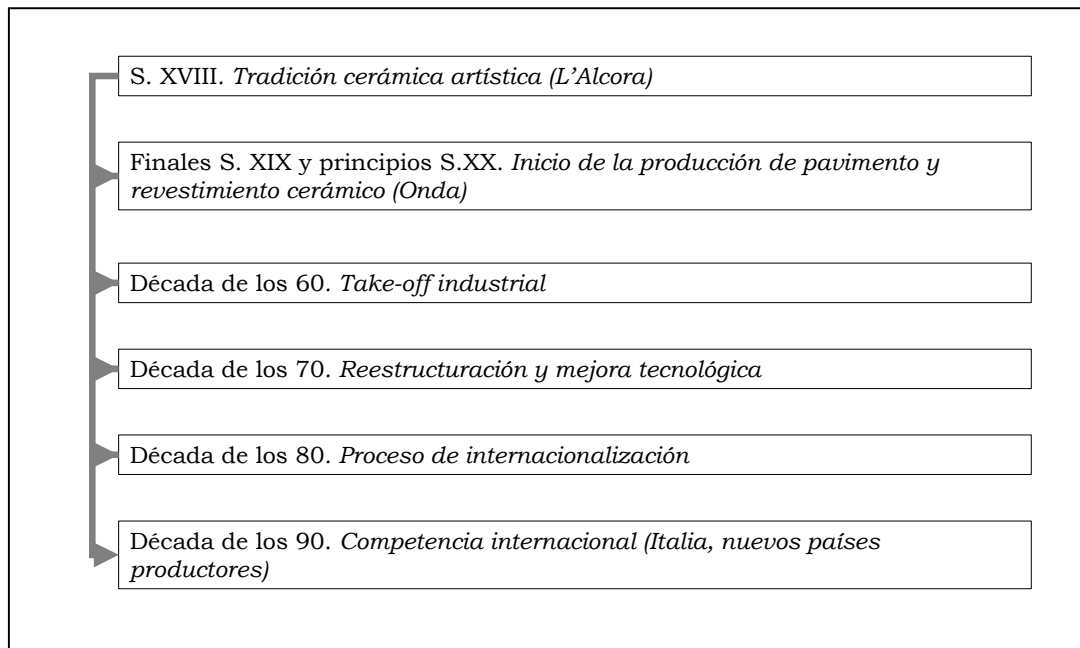 S. XVIII. Tradición cerámica artística (L’Alcora)
Finales S. XIX y principios S.XX. Inicio de la producción de pavimento y
revestimiento cerámico (Onda)
Década de los 60. Take-off industrial
Década de los 70. Reestructuración y mejora tecnológica
Década de los 80. Proceso de internacionalización
Década de los 90. Competencia internacional (Italia, nuevos países
productores)